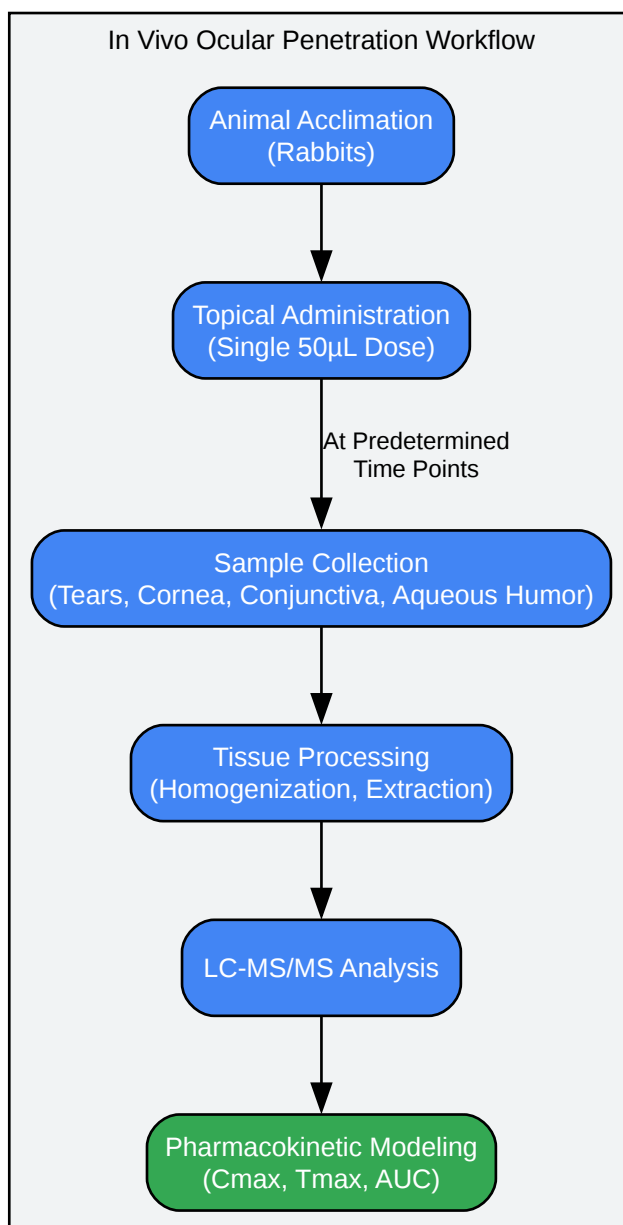 In Vivo Ocular Penetration Workflow
Animal Acclimation
(Rabbits)
Topical Administration
(Single 50µL Dose)
At Predetermined
Time Points
Sample Collection
(Tears, Cornea, Conjunctiva, Aqueous Humor)
Tissue Processing
(Homogenization, Extraction)
LC-MS/MS Analysis
Pharmacokinetic Modeling
(Cmax, Tmax, AUC)